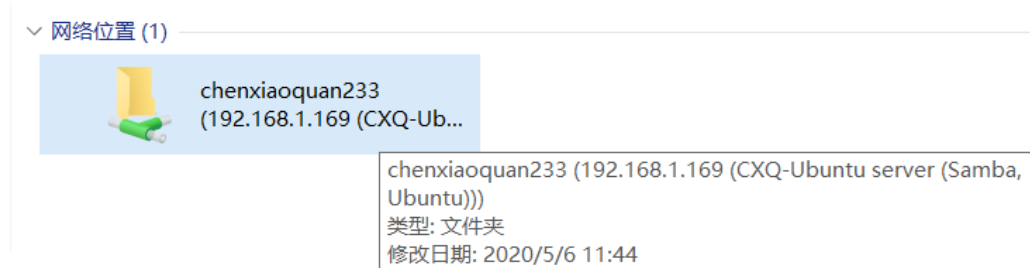 网络位置 (1)
chenxiaoquan233
(192.168.1.169 (CXQ-Ub...
chenxiaoquan233 (192.168.1.169 (CXQ-Ubuntu server (Samba,
Ubuntu)))
类型: 文件夹
修改日期: 2020/5/6 11:44